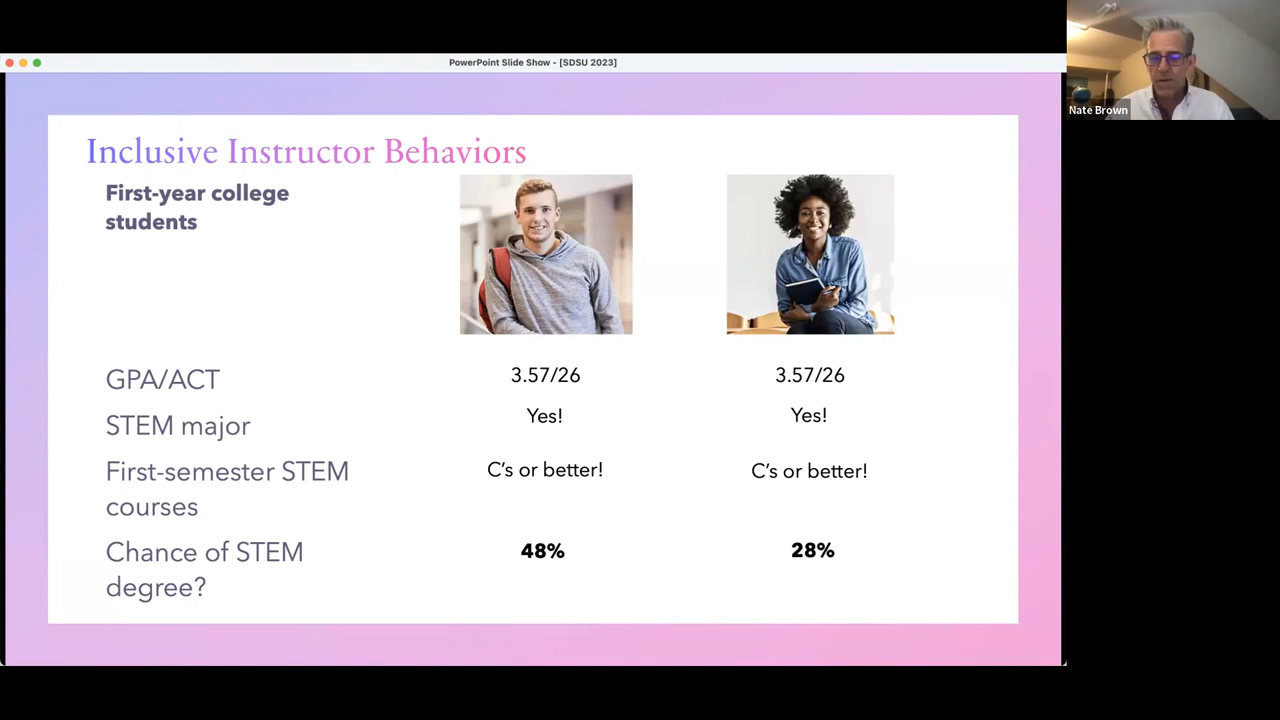 PowerPoint Slide Show - [SDSU 2023]
Nate Brown
Inclusive Instructor Behaviors
First-year college
students
GPA/ACT
3.57/26
3.57/26
STEM major
Yes!
Yes!
First-semester STEM
courses
C's or better!
C's or better!
Chance of STEM
degree?
48%
28%